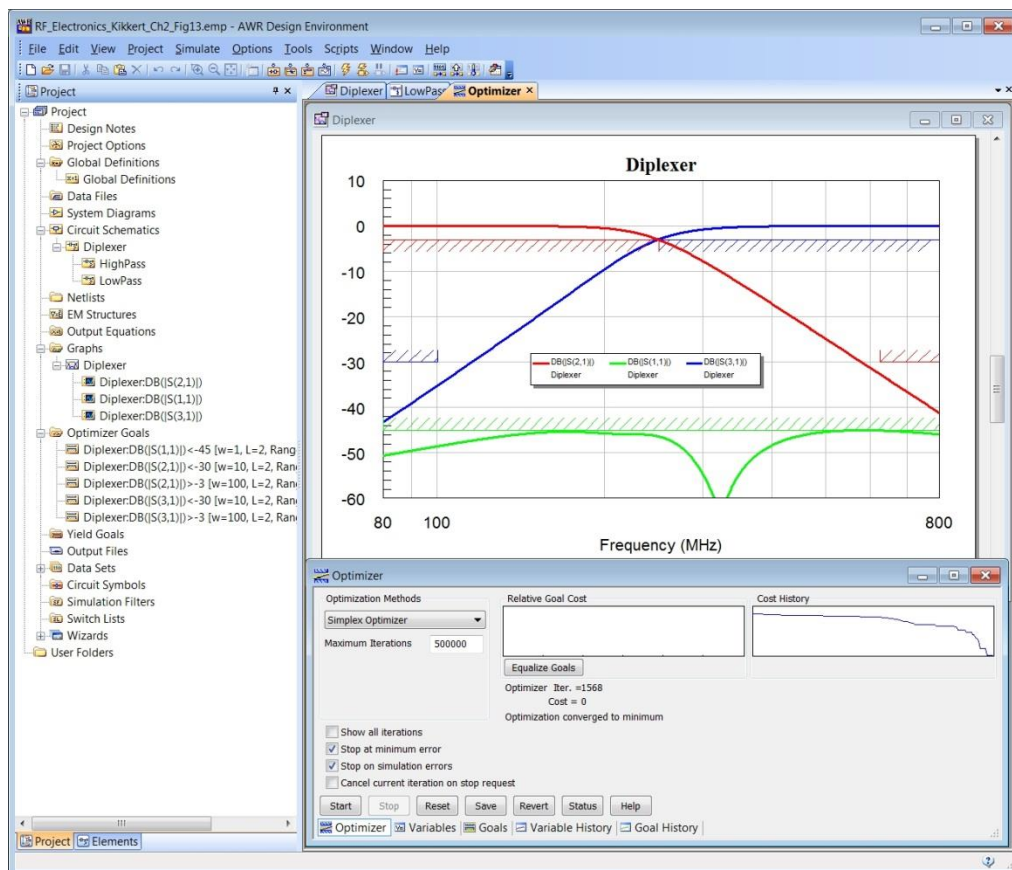 RF_Electronics_Kikkert_Ch2_Fig13.emp - AWR Design Environment
File Edit View Project Simulate Options Tools Scripts Window Help
Project
Project
Design Notes
Project Options
Global Definitions
Global Definitions
Data Files
System Diagrams
Circuit Schematics
Diplexer
HighPass
LowPass
Netlists
EM Structures
Output Equations
Graphs
Diplexer
Diplexer:DB(|S(2,1)|)
Diplexer:DB(|S(1,1)|)
Diplexer:DB(|S(3,1)|)
Optimizer Goals
Diplexer:DB(|S(1,1)|)<-45 [w=1, L=2, Rang
Diplexer:DB(|S(2,1)|)<-30 [w=10, L=2, Ran
Diplexer:DB(|S(2,1)|)>-3 [w=100, L=2, Ran
Diplexer:DB(|S(3,1)|)<-30 [w=10, L=2, Ran
Diplexer:DB(|S(3,1)|)>-3 [w=100, L=2, Ran
Yield Goals
Output Files
Data Sets
Circuit Symbols
Simulation Filters
Switch Lists
Wizards
User Folders
Project Elements
Diplexer LowPass Optimizer
Diplexer
Diplexer
10
0
-10
-20
-30
-40
-50
-60
DB(|S(2,1)|) DB(|S(1,1)|) DB(|S(3,1)|)
Diplexer Diplexer Diplexer
80 100 800
Frequency (MHz)
Optimizer
Optimization Methods
Simplex Optimizer
Maximum Iterations 500000
Relative Goal Cost
Cost History
Equalize Goals
Optimizer Iter. =1568
Cost = 0
Optimization converged to minimum
Show all iterations
Stop at minimum error
Stop on simulation errors
Cancel current iteration on stop request
Start Stop Reset Save Revert Status Help
Optimizer Variables Goals Variable History Goal History